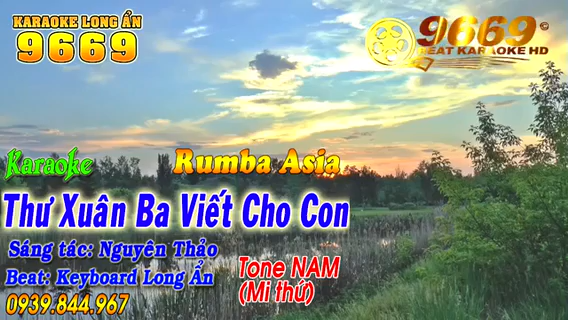 KARAOKE LONG ẨN
9669
9669
BEAT KARAOKE HD
Karaoke
Rumba Asia
Thư Xuân Ba Viết Cho Con
Sáng tác: Nguyên Thảo
Beat: Keyboard Long Ẩn
0939.844.967
Tone NAM
(Mi thứ)